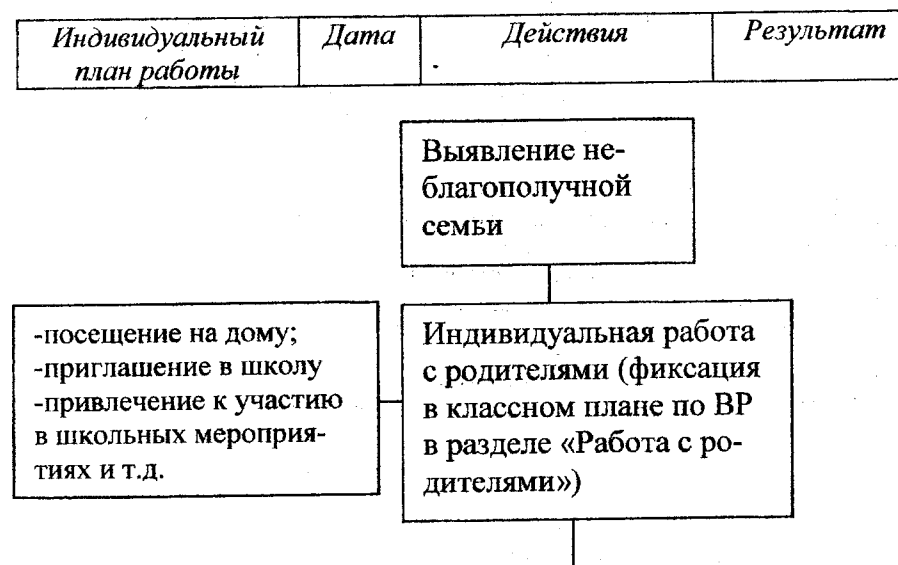 Индивидуальный план работы
Дата
Действия
Результат
Выявление не-
благополучной
семьи
-посещение на дому;
-приглашение в школу
-привлечение к участию
в школьных мероприя-
тиях и т.д.
Индивидуальная работа
с родителями (фиксация
в классном плане по ВР
в разделе «Работа с ро-
дителями»)